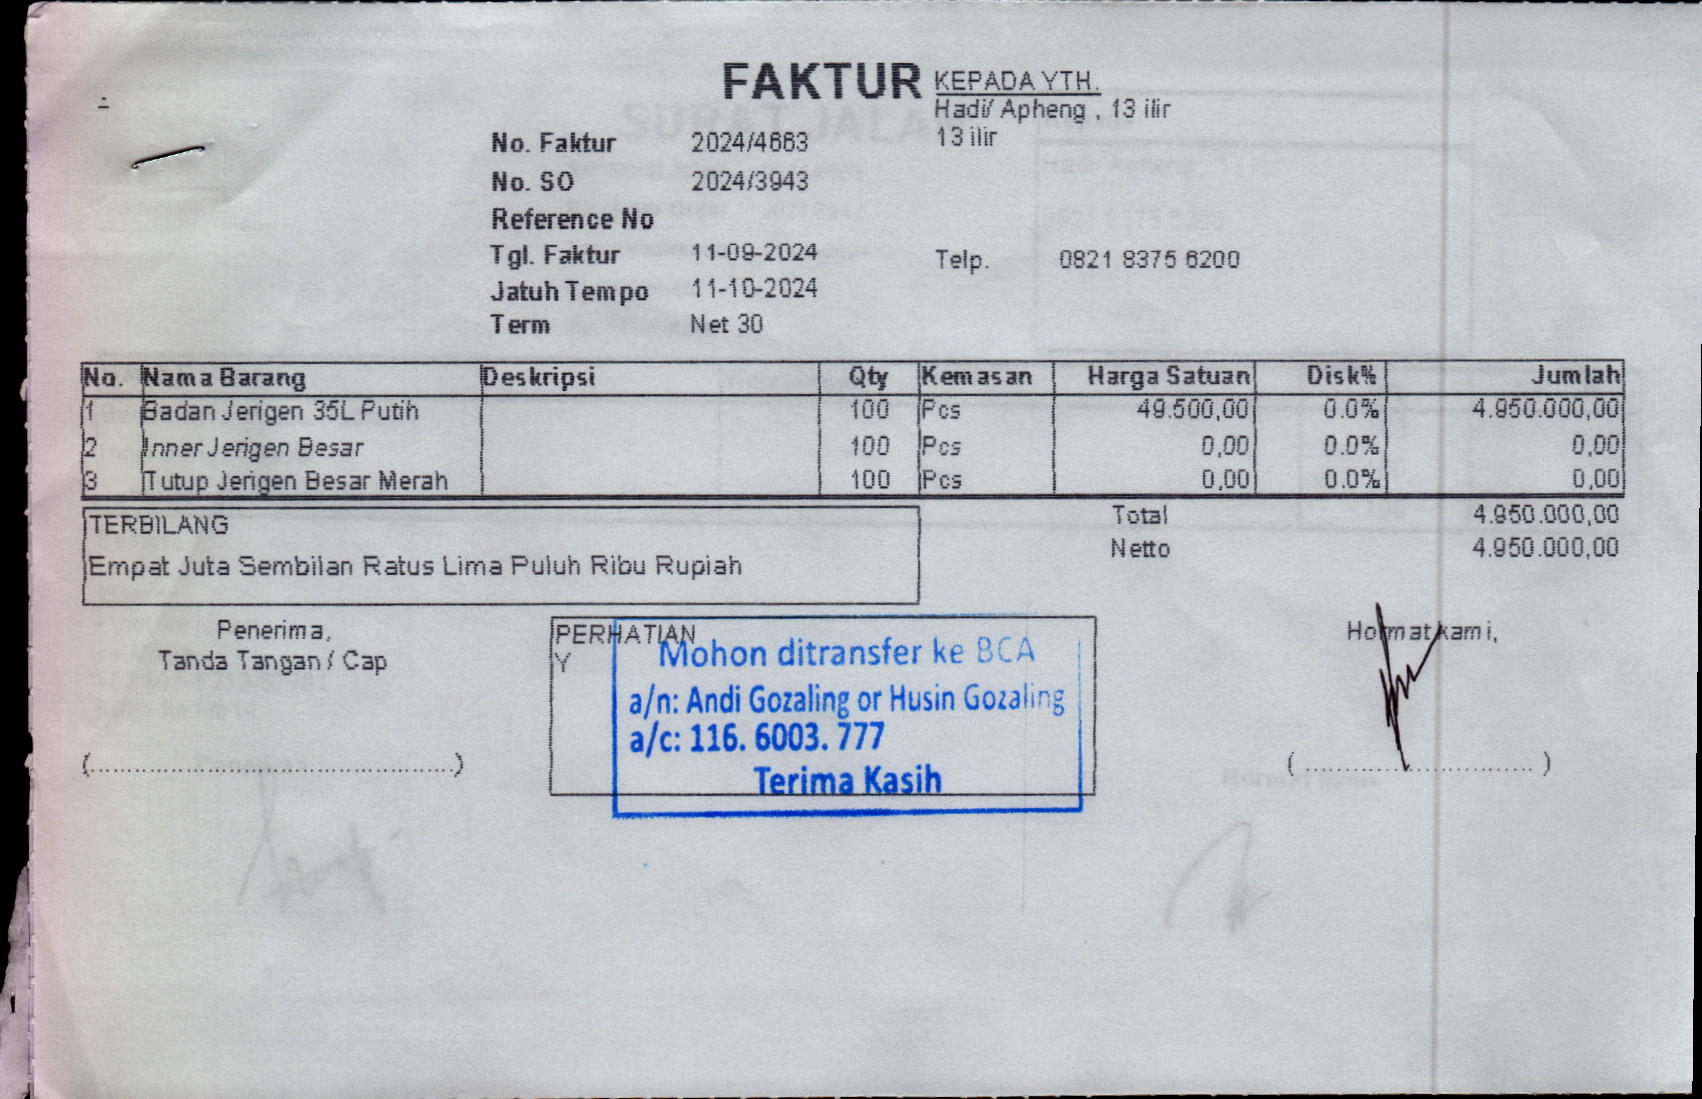 FAKTUR
KEPADA YTH.
Hadi/ Apheng , 13 ilir
13 ilir
No. Faktur 2024/4663
No. SO 2024/3943
Reference No
Tgl. Faktur 11-09-2024
Telp. 0821 8375 6200
Jatuh Tempo 11-10-2024
Term Net 30
No. Nama Barang Deskripsi Qty Kemasan Harga Satuan Disk% Jumlah
1 Badan Jerigen 35L Putih 100 Pcs 49.500,00 0.0% 4.950.000,00
2 Inner Jerigen Besar 100 Pcs 0,00 0.0% 0,00
3 Tutup Jerigen Besar Merah 100 Pcs 0,00 0.0% 0,00
Total 4.950.000,00
Netto 4.950.000,00
TERBILANG
Empat Juta Sembilan Ratus Lima Puluh Ribu Rupiah
Penerima,
Tanda Tangan / Cap
(..............................................)
PERHATIAN
Y
Mohon ditransfer ke BCA
a/n: Andi Gozaling or Husin Gozaling
a/c: 116. 6003. 777
Terima Kasih
Hormat kami,
(................................)